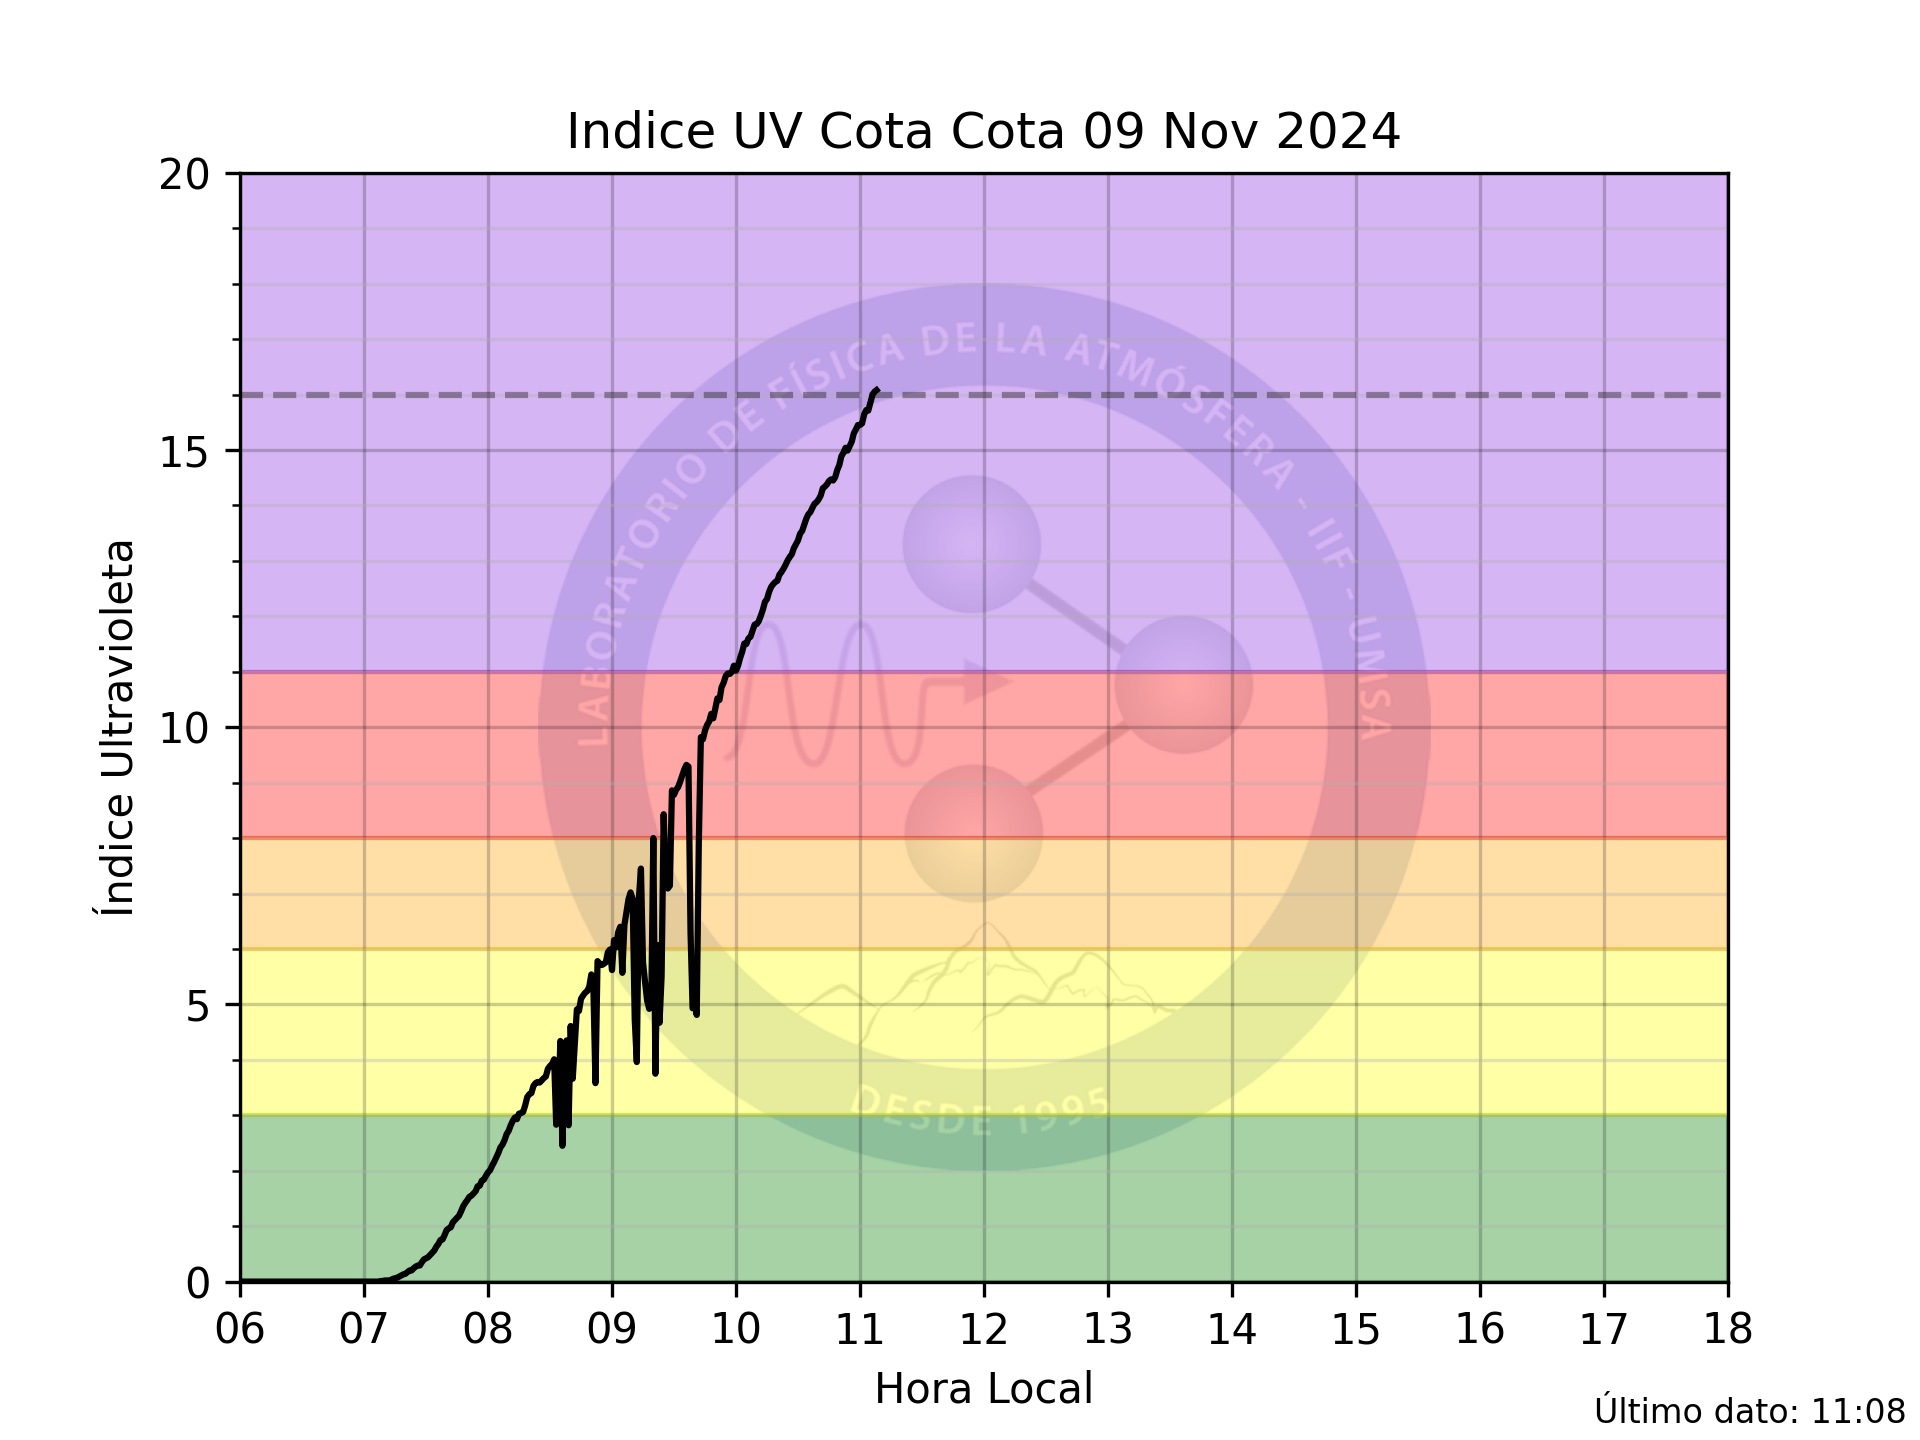 Indice UV Cota Cota 09 Nov 2024
20
15
10
5
0
Índice Ultravioleta
LABORATORIO DE FÍSICA DE LA ATMÓSFERA - IIF - UMSA
DESDE 1995
06 07 08 09 10 11 12 13 14 15 16 17 18
Hora Local
Último dato: 11:08